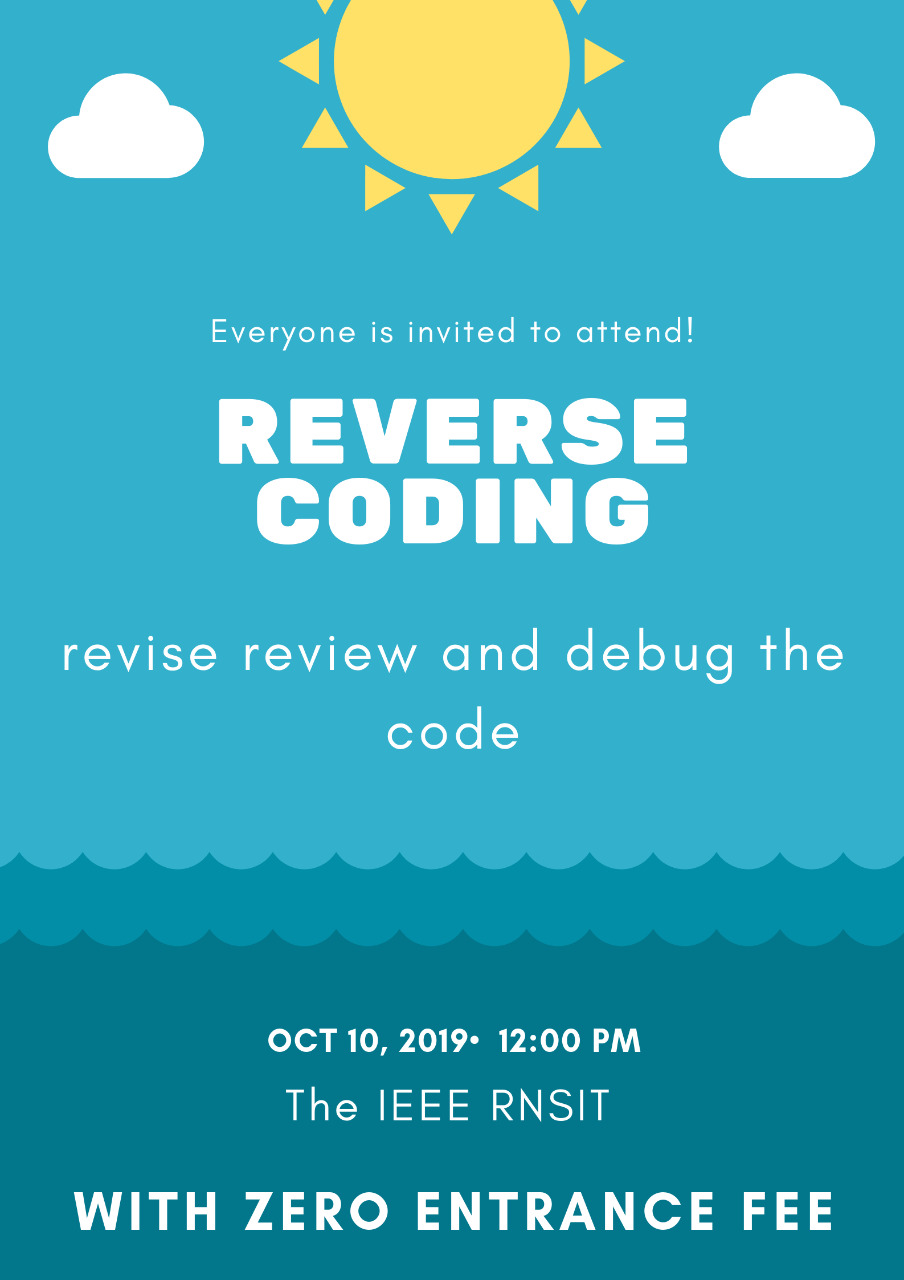 Everyone is invited to attend!
REVERSE
CODING
revise review and debug the
code
OCT 10, 2019• 12:00 PM
The IEEE RNSIT
WITH ZERO ENTRANCE FEE